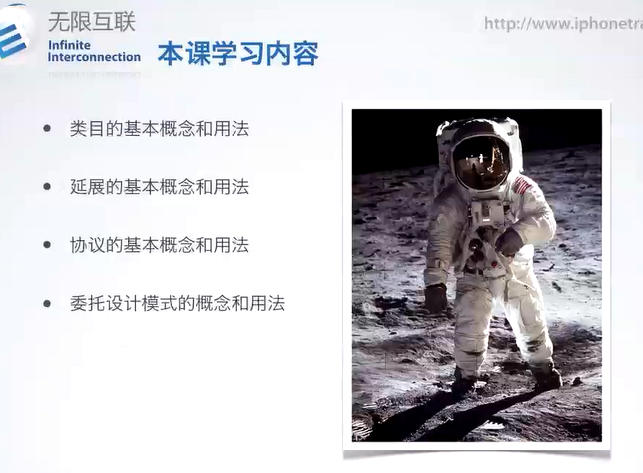 无限互联
Infinite
Interconnection
本课学习内容
http://www.iphonetra
类目的基本概念和用法
延展的基本概念和用法
协议的基本概念和用法
委托设计模式的概念和用法